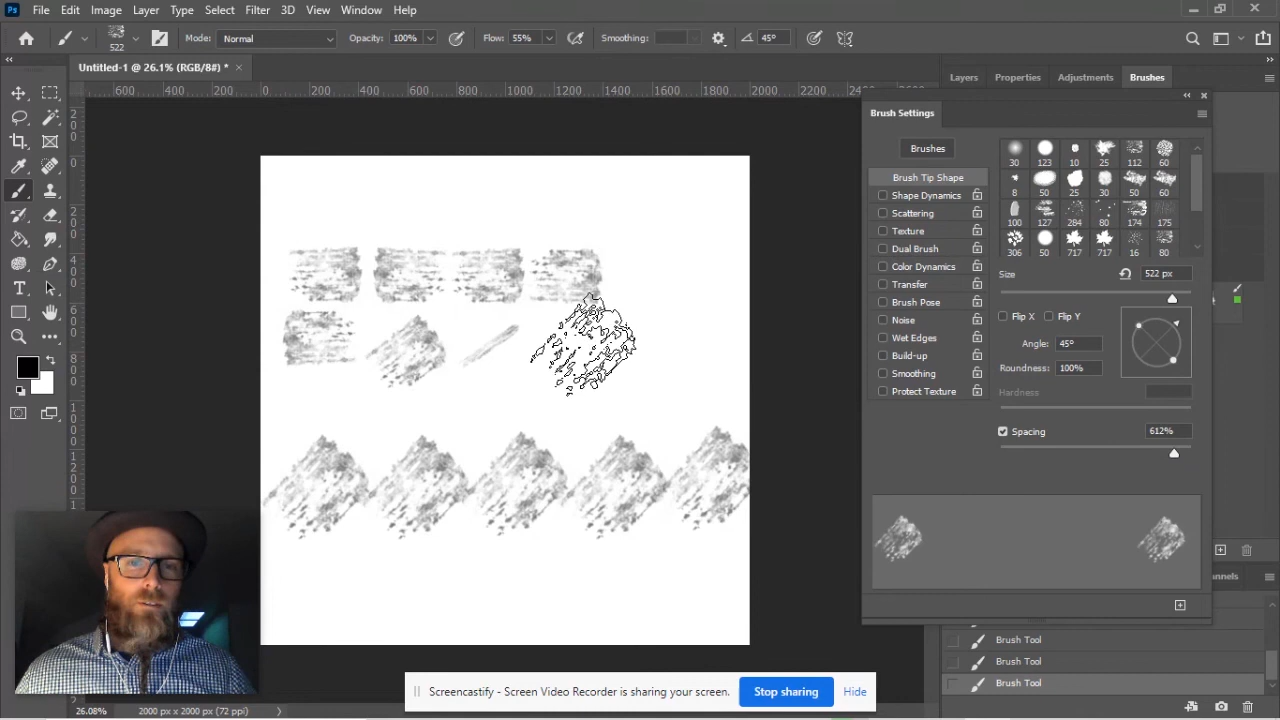 Ps File Edit Image Layer Type Select Filter 3D View Window Help
522 Mode: Normal Opacity: 100% Flow: 55% Smoothing: 45°
Untitled-1 @ 26.1% (RGB/8#) * ×
Layers Properties Adjustments Brushes
600 400 200 0 200 400 600 800 1000 1200 1400 1600 1800 2000 2200
Brush Settings
Brushes
30 123 10 25 112 60
Brush Tip Shape
8 50 25 30 50 60
Shape Dynamics
Scattering
100 127 284 80 174 175
Texture
Dual Brush
306 50 717 717 15 80
Color Dynamics
Size 522 px
Transfer
Brush Pose
Flip X Flip Y
Noise
Wet Edges
Angle: 45°
Build-up
Roundness: 100%
Smoothing
Protect Texture
Hardness
Spacing 612%
Brush Tool
Brush Tool
Brush Tool
Screencastify - Screen Video Recorder is sharing your screen. Stop sharing Hide
26.08% 2000 px x 2000 px (72 ppi)